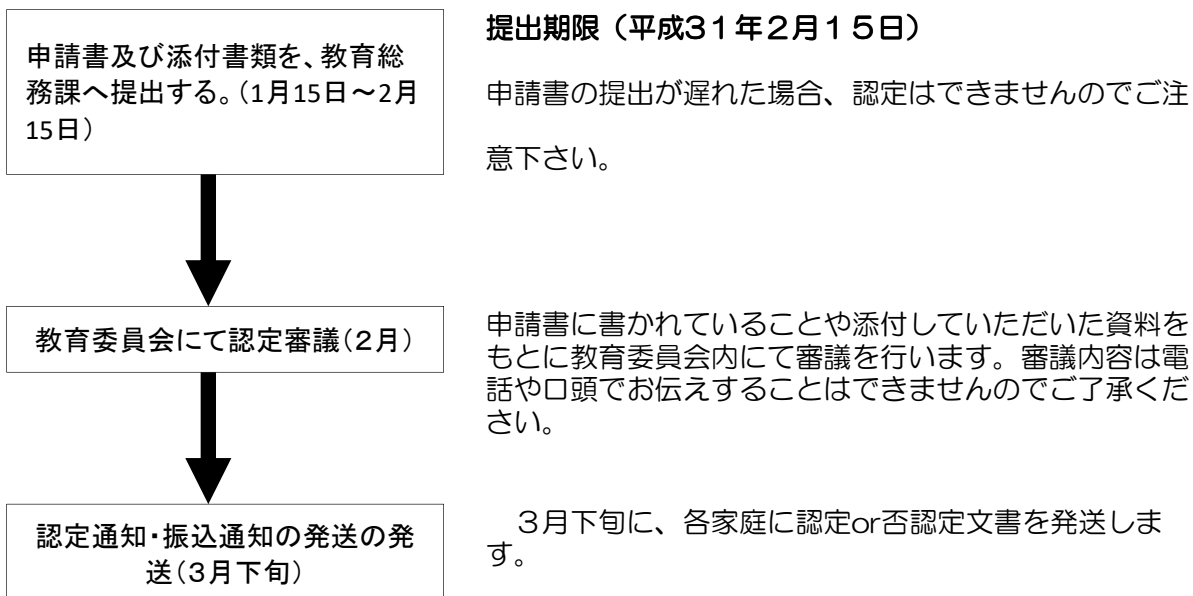 申請書及び添付書類を、教育総
務課へ提出する。（1月15日～2月
15日）
提出期限（平成３１年２月１５日）
申請書の提出が遅れた場合、認定はできませんのでご注
意下さい。
教育委員会にて認定審議（２月）
申請書に書かれていることや添付していただいた資料を
もとに教育委員会内にて審議を行います。審議内容は電
話や口頭でお伝えすることはできませんのでご了承くだ
さい。
認定通知・振込通知の発送の発
送（３月下旬）
３月下旬に、各家庭に認定or否認定文書を発送しま
す。